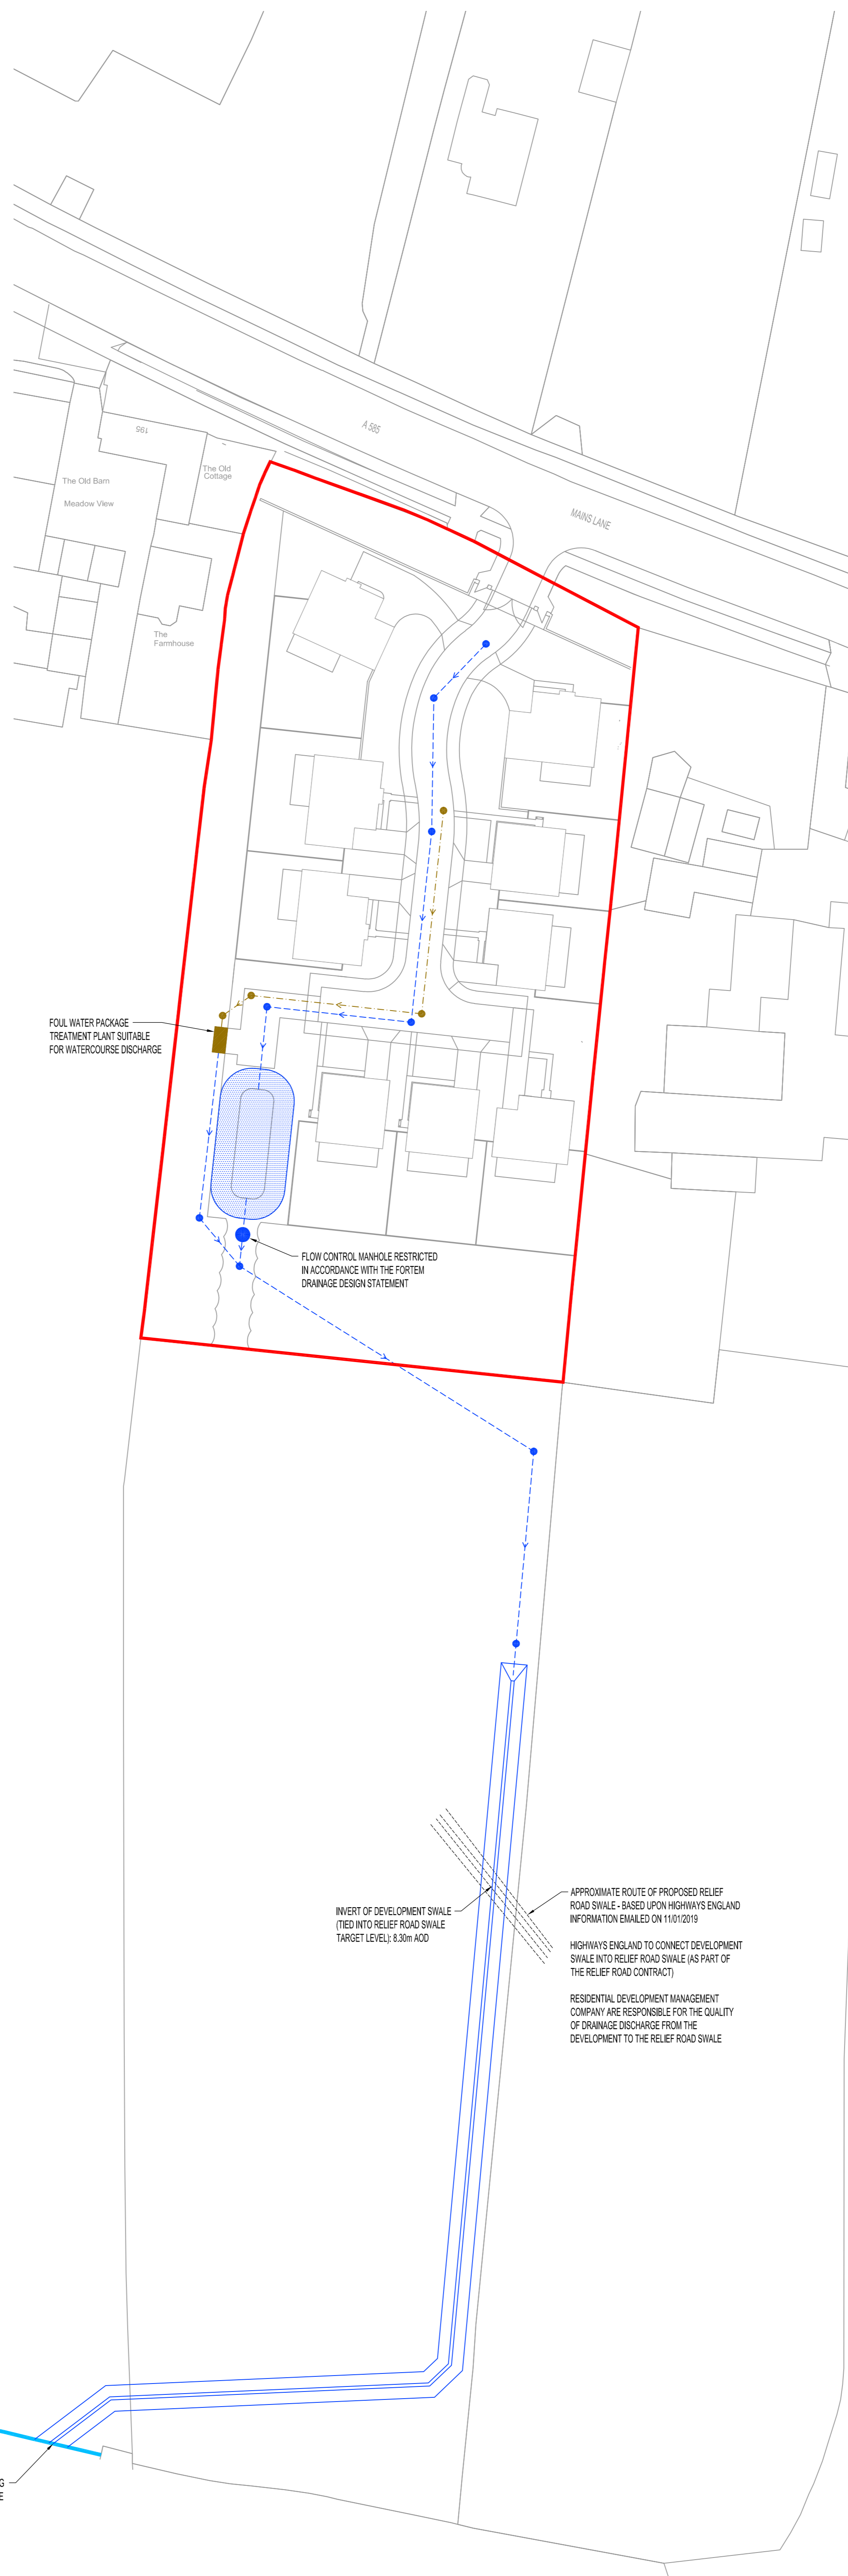 A 585
MAINS LANE
195
The Old
Cottage
The Old Barn
Meadow View
The
Farmhouse
FOUL WATER PACKAGE
TREATMENT PLANT SUITABLE
FOR WATERCOURSE DISCHARGE
FLOW CONTROL MANHOLE RESTRICTED
IN ACCORDANCE WITH THE FORTEM
DRAINAGE DESIGN STATEMENT
INVERT OF DEVELOPMENT SWALE
(TIED INTO RELIEF ROAD SWALE
TARGET LEVEL): 8.30m AOD
APPROXIMATE ROUTE OF PROPOSED RELIEF
ROAD SWALE - BASED UPON HIGHWAYS ENGLAND
INFORMATION EMAILED ON 11/01/2019
HIGHWAYS ENGLAND TO CONNECT DEVELOPMENT
SWALE INTO RELIEF ROAD SWALE (AS PART OF
THE RELIEF ROAD CONTRACT)
RESIDENTIAL DEVELOPMENT MANAGEMENT
COMPANY ARE RESPONSIBLE FOR THE QUALITY
OF DRAINAGE DISCHARGE FROM THE
DEVELOPMENT TO THE RELIEF ROAD SWALE
G
E